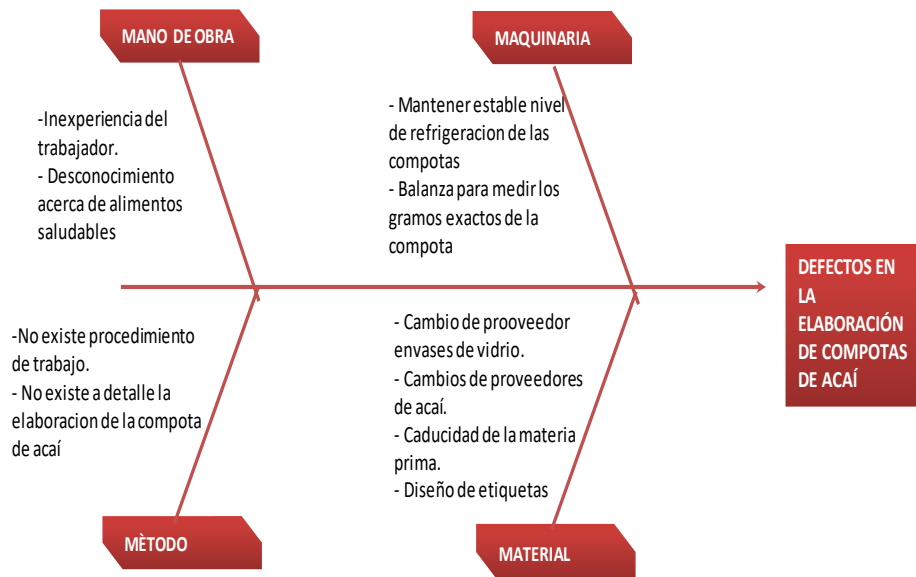 MANO DE OBRA
MAQUINARIA
-Inexperiencia del
trabajador.
- Desconocimiento
acerca de alimentos
saludables
- Mantener estable nivel
de refrigeracion de las
compotas
- Balanza para medir los
gramos exactos de la
compota
DEFECTOS EN
LA
ELABORACIÓN
DE COMPOTAS
DE ACAÍ
-No existe procedimiento
de trabajo.
- No existe a detalle la
elaboracion de la compota
de acaí
- Cambio de prooveedor
envases de vidrio.
- Cambios de proveedores
de acaí.
- Caducidad de la materia
prima.
- Diseño de etiquetas
MÈTODO
MATERIAL